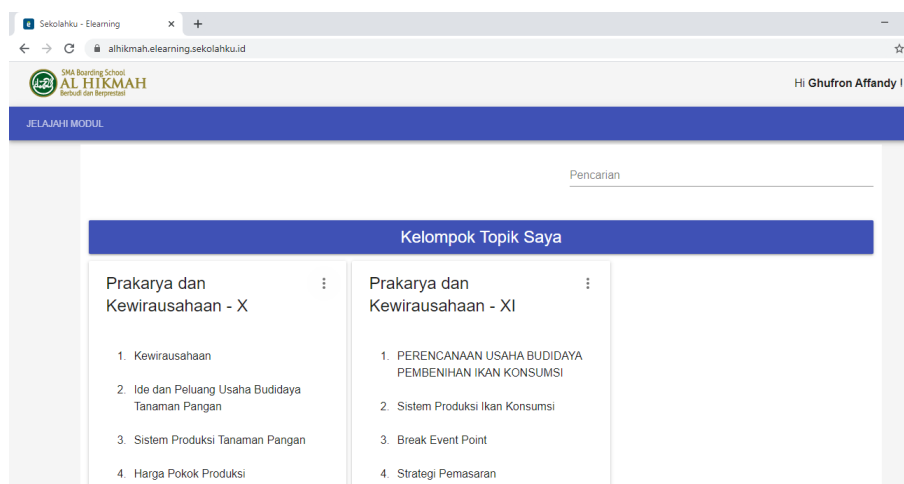 Sekolahku - Elearning
alhikmah.elearning.sekolahku.id
SMA Boarding School
AL HIKMAH
Berbudi dan Berprestasi
Hi Ghufron Affandy !
JELAJAHI MODUL
Pencarian
Kelompok Topik Saya
Prakarya dan
Kewirausahaan - X
1. Kewirausahaan
2. Ide dan Peluang Usaha Budidaya
Tanaman Pangan
3. Sistem Produksi Tanaman Pangan
4. Harga Pokok Produksi
Prakarya dan
Kewirausahaan - XI
1. PERENCANAAN USAHA BUDIDAYA
PEMBENIHAN IKAN KONSUMSI
2. Sistem Produksi Ikan Konsumsi
3. Break Event Point
4. Strategi Pemasaran